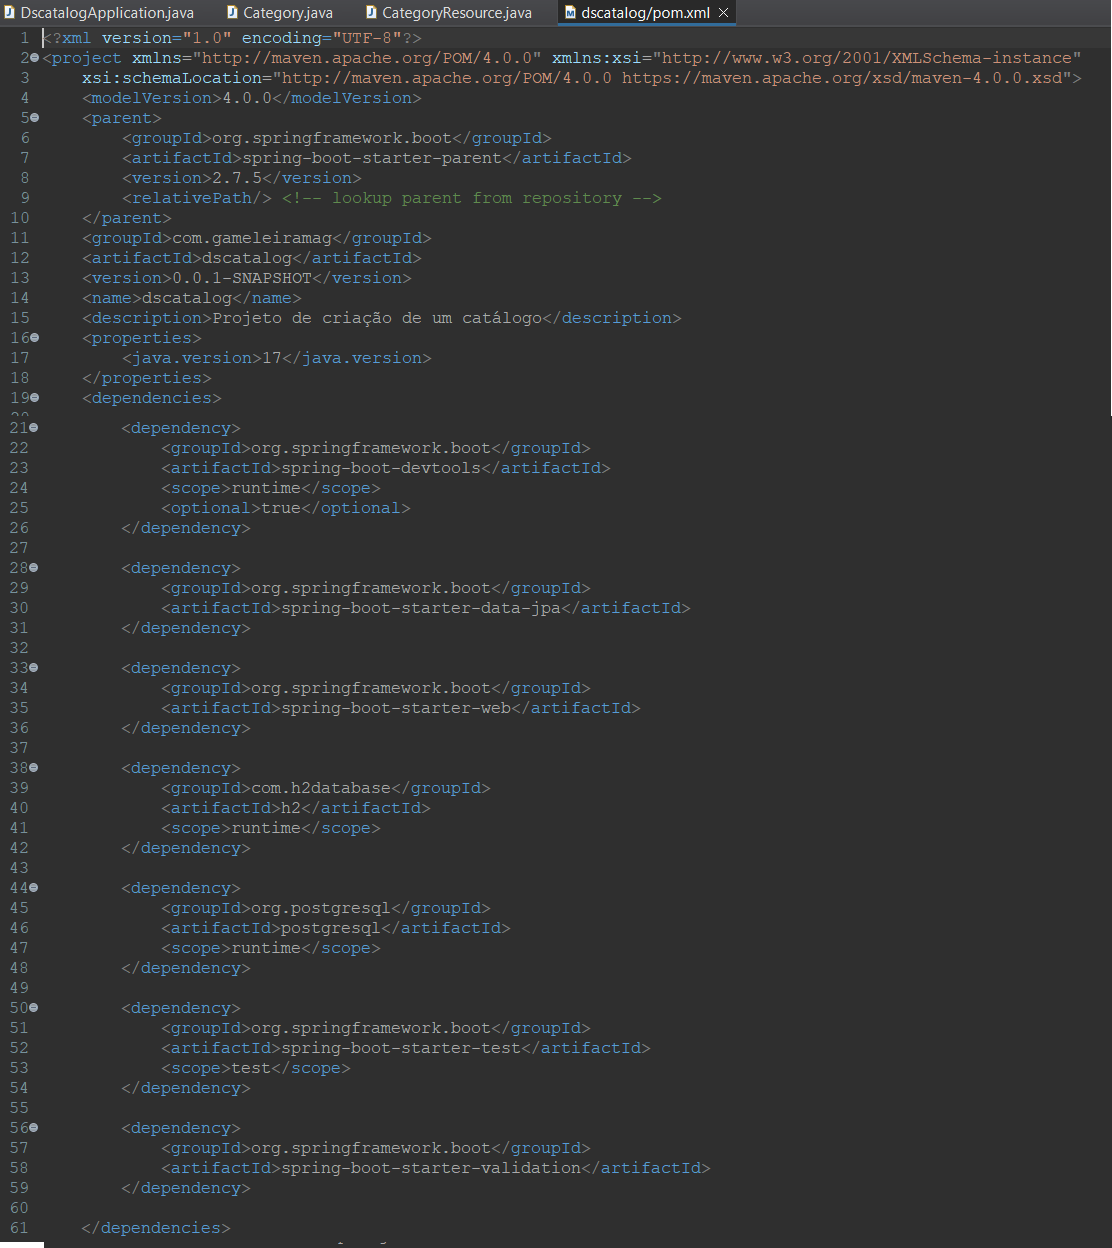 DscatalogApplication.java Category.java CategoryResource.java dscatalog/pom.xml
1 <?xml version="1.0" encoding="UTF-8"?>
2 <project xmlns="http://maven.apache.org/POM/4.0.0" xmlns:xsi="http://www.w3.org/2001/XMLSchema-instance"
3 xsi:schemaLocation="http://maven.apache.org/POM/4.0.0 https://maven.apache.org/xsd/maven-4.0.0.xsd">
4 <modelVersion>4.0.0</modelVersion>
5 <parent>
6 <groupId>org.springframework.boot</groupId>
7 <artifactId>spring-boot-starter-parent</artifactId>
8 <version>2.7.5</version>
9 <relativePath/> <!-- lookup parent from repository -->
10 </parent>
11 <groupId>com.gameleiramag</groupId>
12 <artifactId>dscatalog</artifactId>
13 <version>0.0.1-SNAPSHOT</version>
14 <name>dscatalog</name>
15 <description>Projeto de criação de um catálogo</description>
16 <properties>
17 <java.version>17</java.version>
18 </properties>
19 <dependencies>
21 <dependency>
22 <groupId>org.springframework.boot</groupId>
23 <artifactId>spring-boot-devtools</artifactId>
24 <scope>runtime</scope>
25 <optional>true</optional>
26 </dependency>
27
28 <dependency>
29 <groupId>org.springframework.boot</groupId>
30 <artifactId>spring-boot-starter-data-jpa</artifactId>
31 </dependency>
32
33 <dependency>
34 <groupId>org.springframework.boot</groupId>
35 <artifactId>spring-boot-starter-web</artifactId>
36 </dependency>
37
38 <dependency>
39 <groupId>com.h2database</groupId>
40 <artifactId>h2</artifactId>
41 <scope>runtime</scope>
42 </dependency>
43
44 <dependency>
45 <groupId>org.postgresql</groupId>
46 <artifactId>postgresql</artifactId>
47 <scope>runtime</scope>
48 </dependency>
49
50 <dependency>
51 <groupId>org.springframework.boot</groupId>
52 <artifactId>spring-boot-starter-test</artifactId>
53 <scope>test</scope>
54 </dependency>
55
56 <dependency>
57 <groupId>org.springframework.boot</groupId>
58 <artifactId>spring-boot-starter-validation</artifactId>
59 </dependency>
60
61 </dependencies>